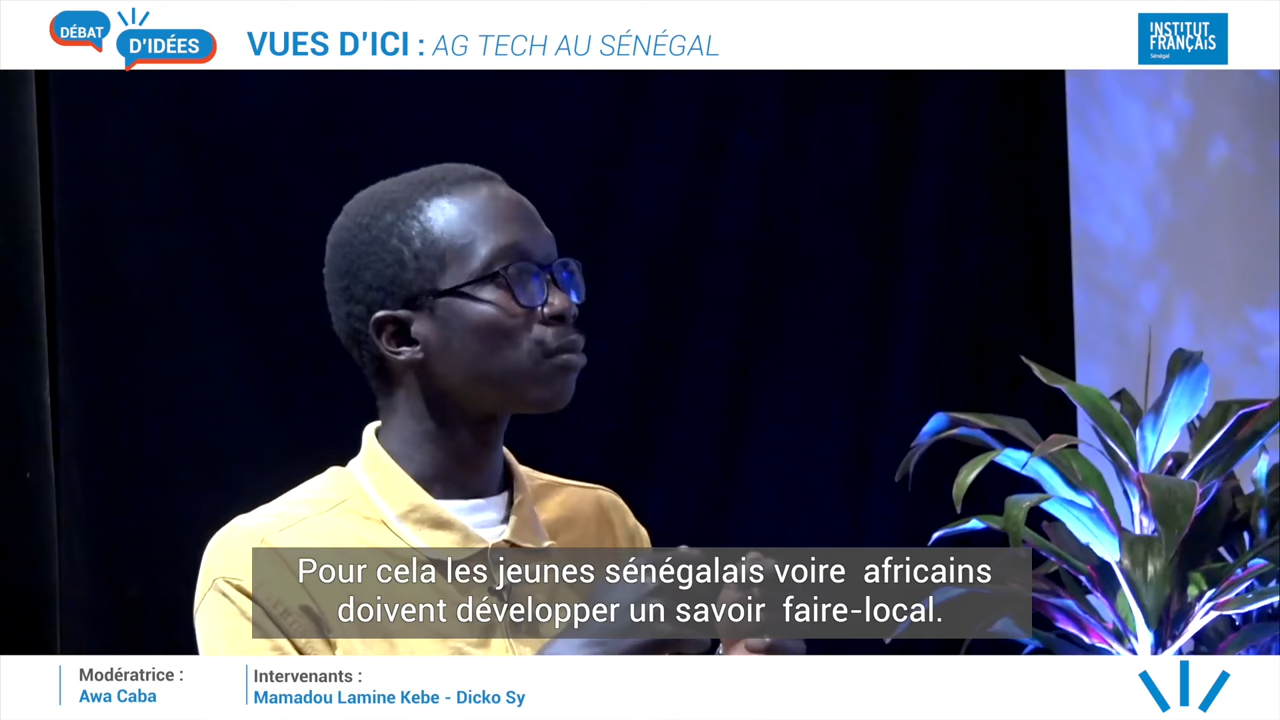 DÉBAT
D'IDÉES
VUES D'ICI : AG TECH AU SÉNÉGAL
INSTITUT
FRANÇAIS
Sénégal
Pour cela les jeunes sénégalais voire  africains
doivent développer un savoir  faire-local.
Modératrice :
Awa Caba
Intervenants :
Mamadou Lamine Kebe - Dicko Sy